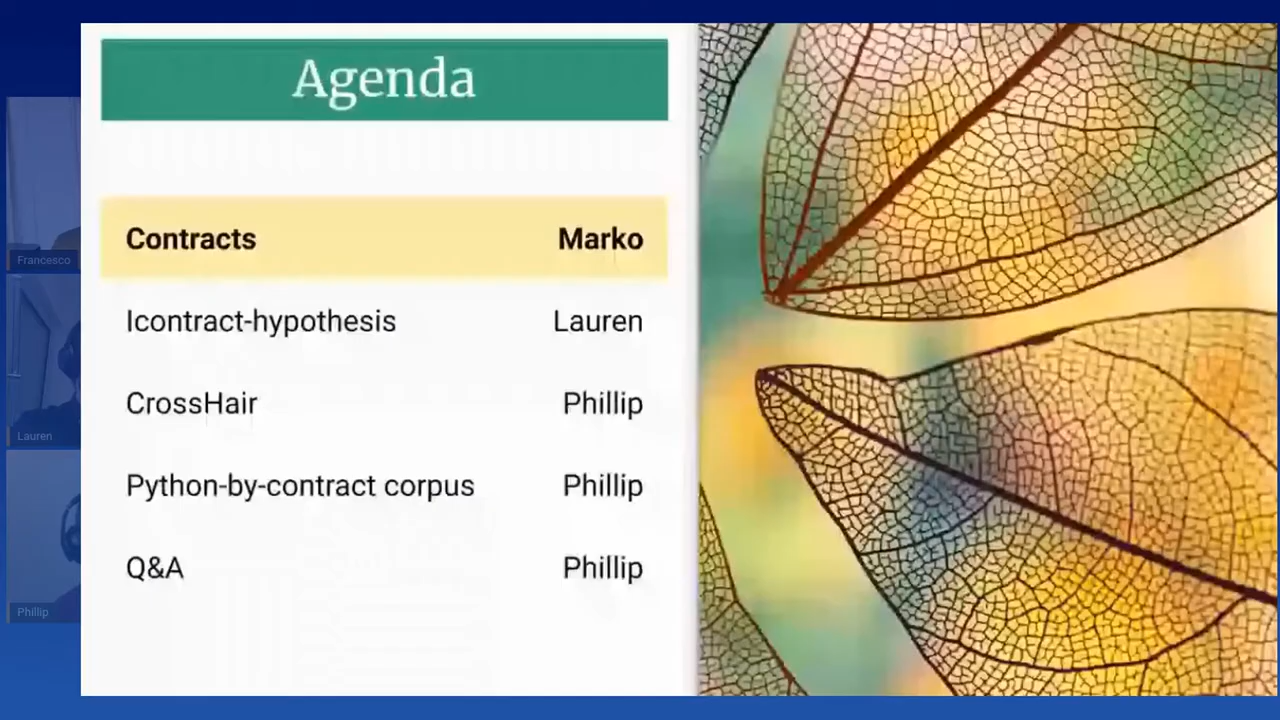 Agenda
Contracts Marko
Icontract-hypothesis Lauren
CrossHair Phillip
Python-by-contract corpus Phillip
Q&A Phillip
Francesco
Lauren
Phillip